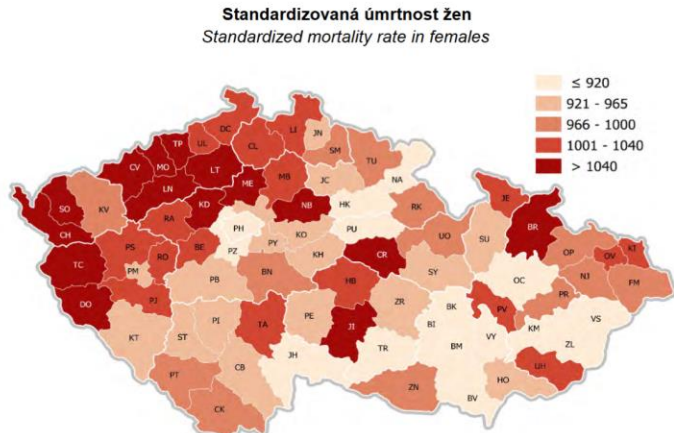 Standardizovaná úmrtnost žen
Standardized mortality rate in females
≤ 920
921 - 965
966 - 1000
1001 - 1040
> 1040
DC
LI
JN
TP
UL
CL
SM
CV
MO
LT
TU
LN
ME
MB
JC
NA
JE
SO
KV
RA
KD
NB
HK
RK
BR
CH
PH
PU
PS
BE
KO
UO
SU
OP
OV
KI
TC
RO
PZ
PY
KH
CR
PM
BN
SY
OC
NJ
FM
PB
HB
PR
DO
PJ
ZR
BK
PV
VS
KT
ST
PI
TA
PE
JI
BI
VY
KM
ZL
BM
TR
PT
CB
JH
UH
ZN
HO
CK
BV